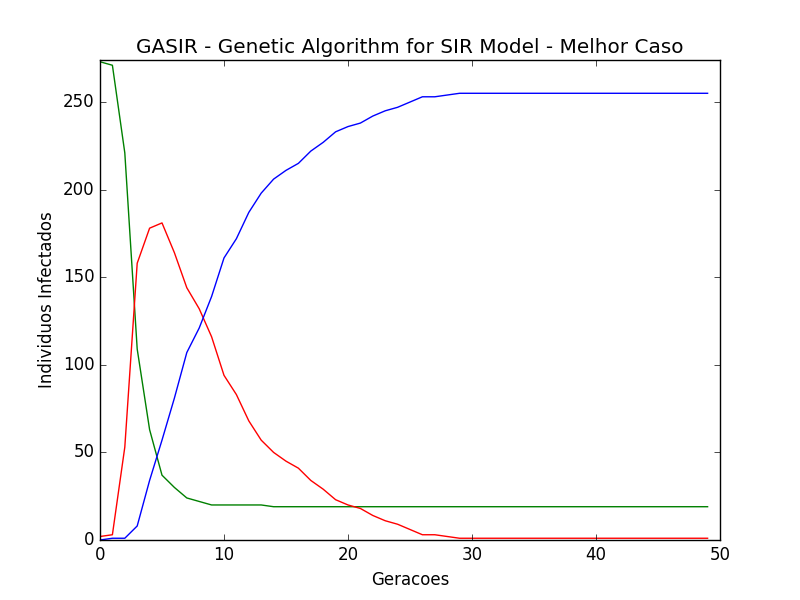 GASIR - Genetic Algorithm for SIR Model - Melhor Caso
250
200
150
100
50
0
Individuos Infectados
0 10 20 30 40 50
Geracoes